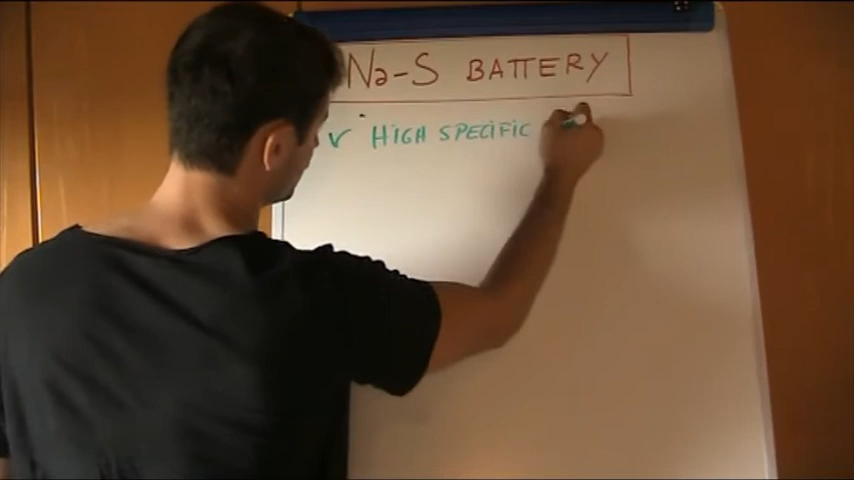 Na-S BATTERY
✓ HIGH SPECIFIC